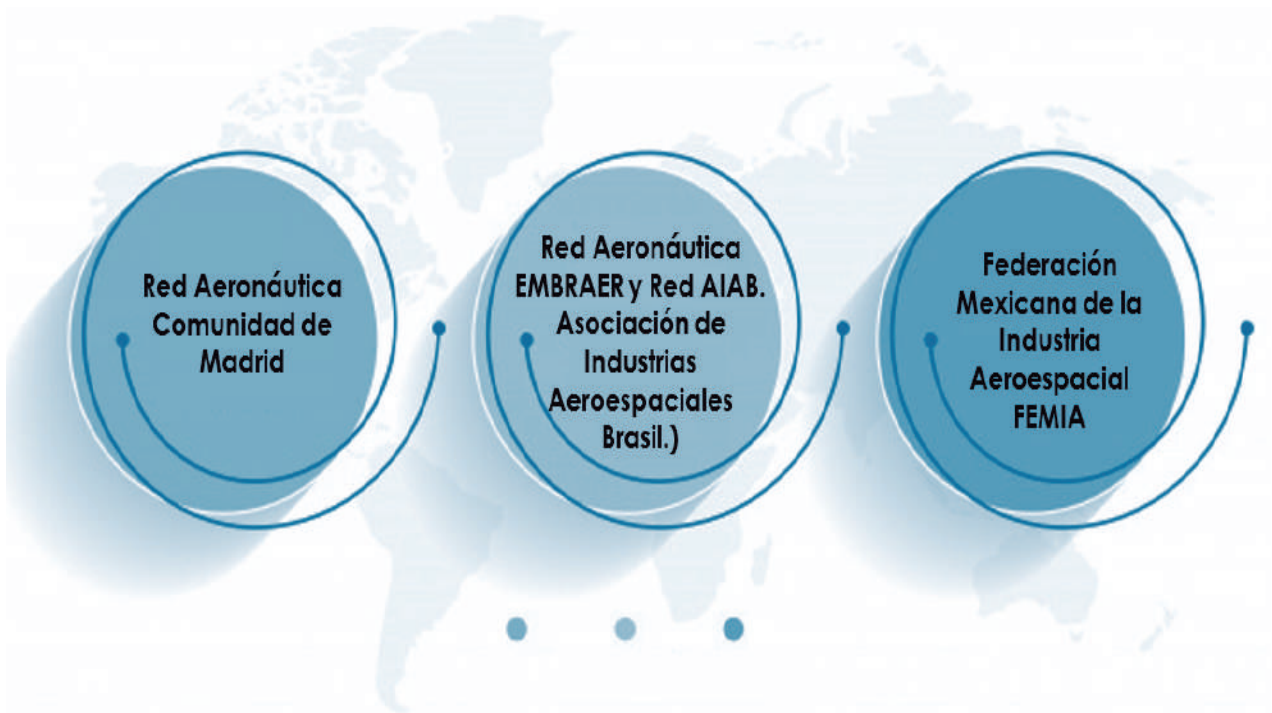 Red Aeronáutica
Comunidad de
Madrid
Red Aeronáutica
EMBRAER y Red AIAB.
Asociación de
Industrias
Aeroespaciales
Brasil.)
Federación
Mexicana de la
Industria
Aeroespacial
FEMIA